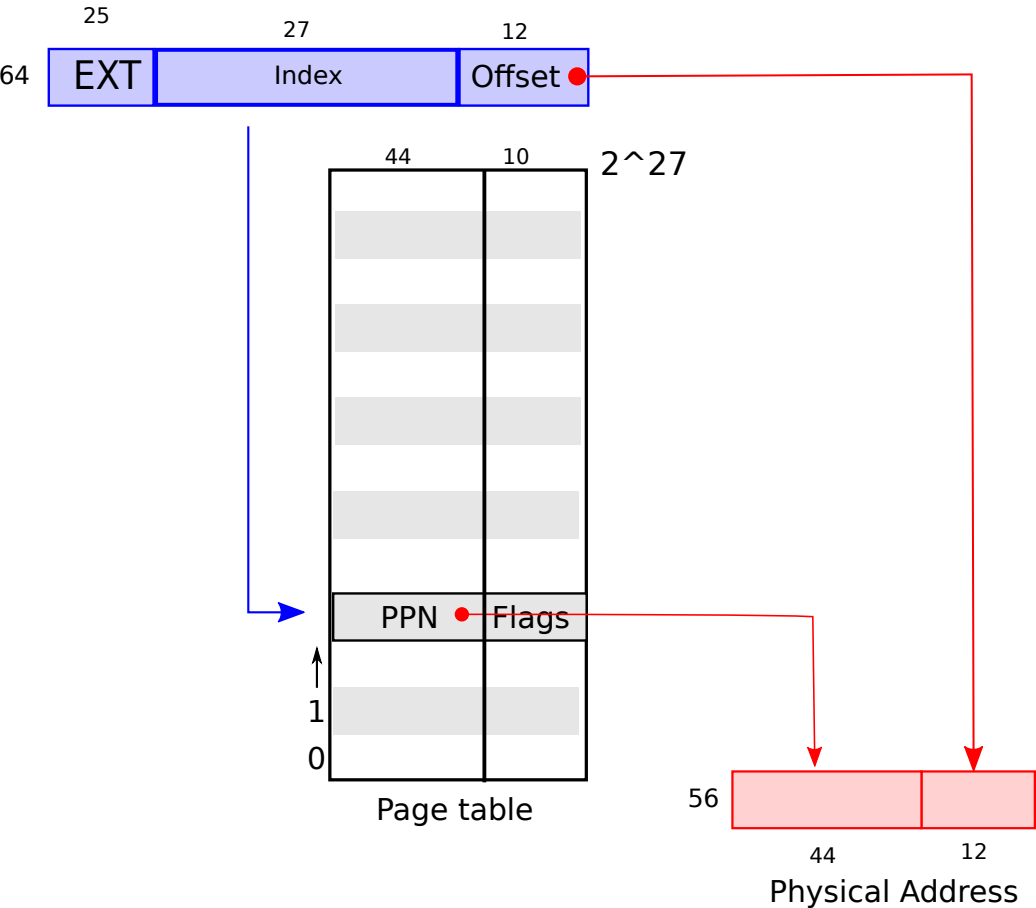 25
27
12
64
EXT
Index
Offset
44
10
2^27
PPN
Flags
1
0
Page table
56
44
12
Physical Address